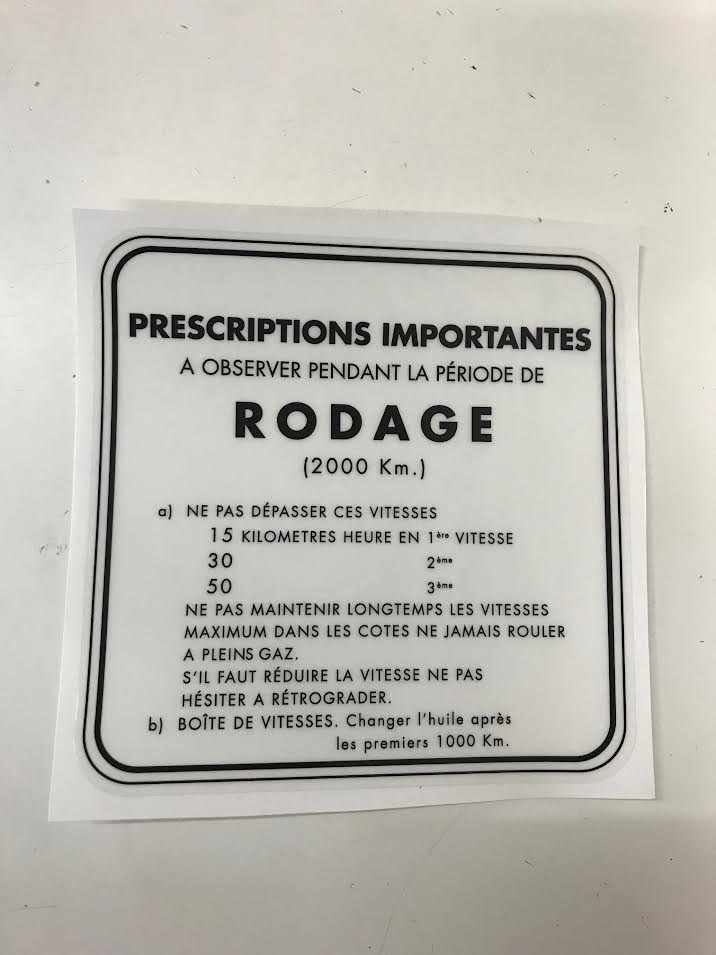 PRESCRIPTIONS IMPORTANTES
A OBSERVER PENDANT LA PÉRIODE DE
RODAGE
(2000 Km.)
a) NE PAS DÉPASSER CES VITESSES
15 KILOMETRES HEURE EN 1ère VITESSE
30 2ème
50 3ème
NE PAS MAINTENIR LONGTEMPS LES VITESSES
MAXIMUM DANS LES COTES NE JAMAIS ROULER
A PLEINS GAZ.
S'IL FAUT RÉDUIRE LA VITESSE NE PAS
HÉSITER A RÉTROGRADER.
b) BOÎTE DE VITESSES. Changer l'huile après
les premiers 1000 Km.